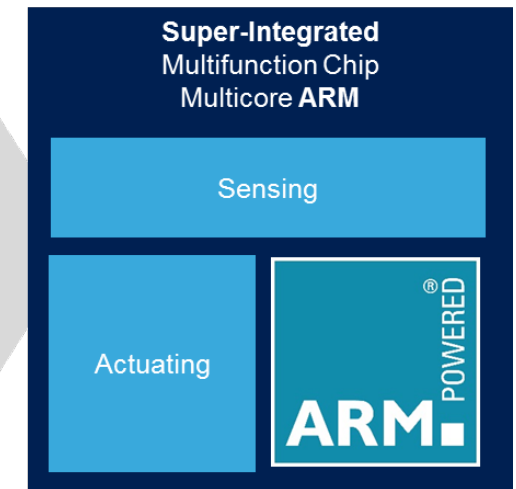 Super-Integrated
Multifunction Chip
Multicore ARM
Sensing
Actuating
ARM
POWERED®